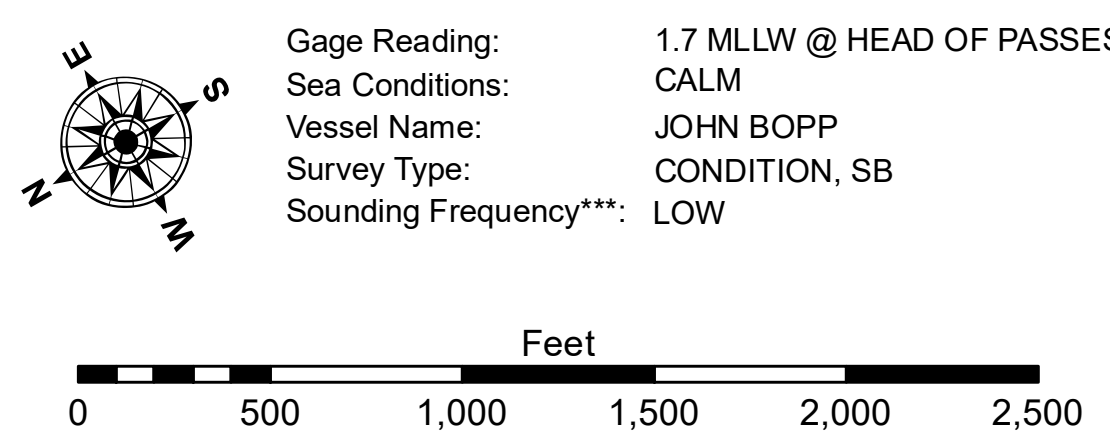 E
S
N
W
Gage Reading: 1.7 MLLW @ HEAD OF PASSES
Sea Conditions: CALM
Vessel Name: JOHN BOPP
Survey Type: CONDITION, SB
Sounding Frequency***: LOW
Feet
0 500 1,000 1,500 2,000 2,500